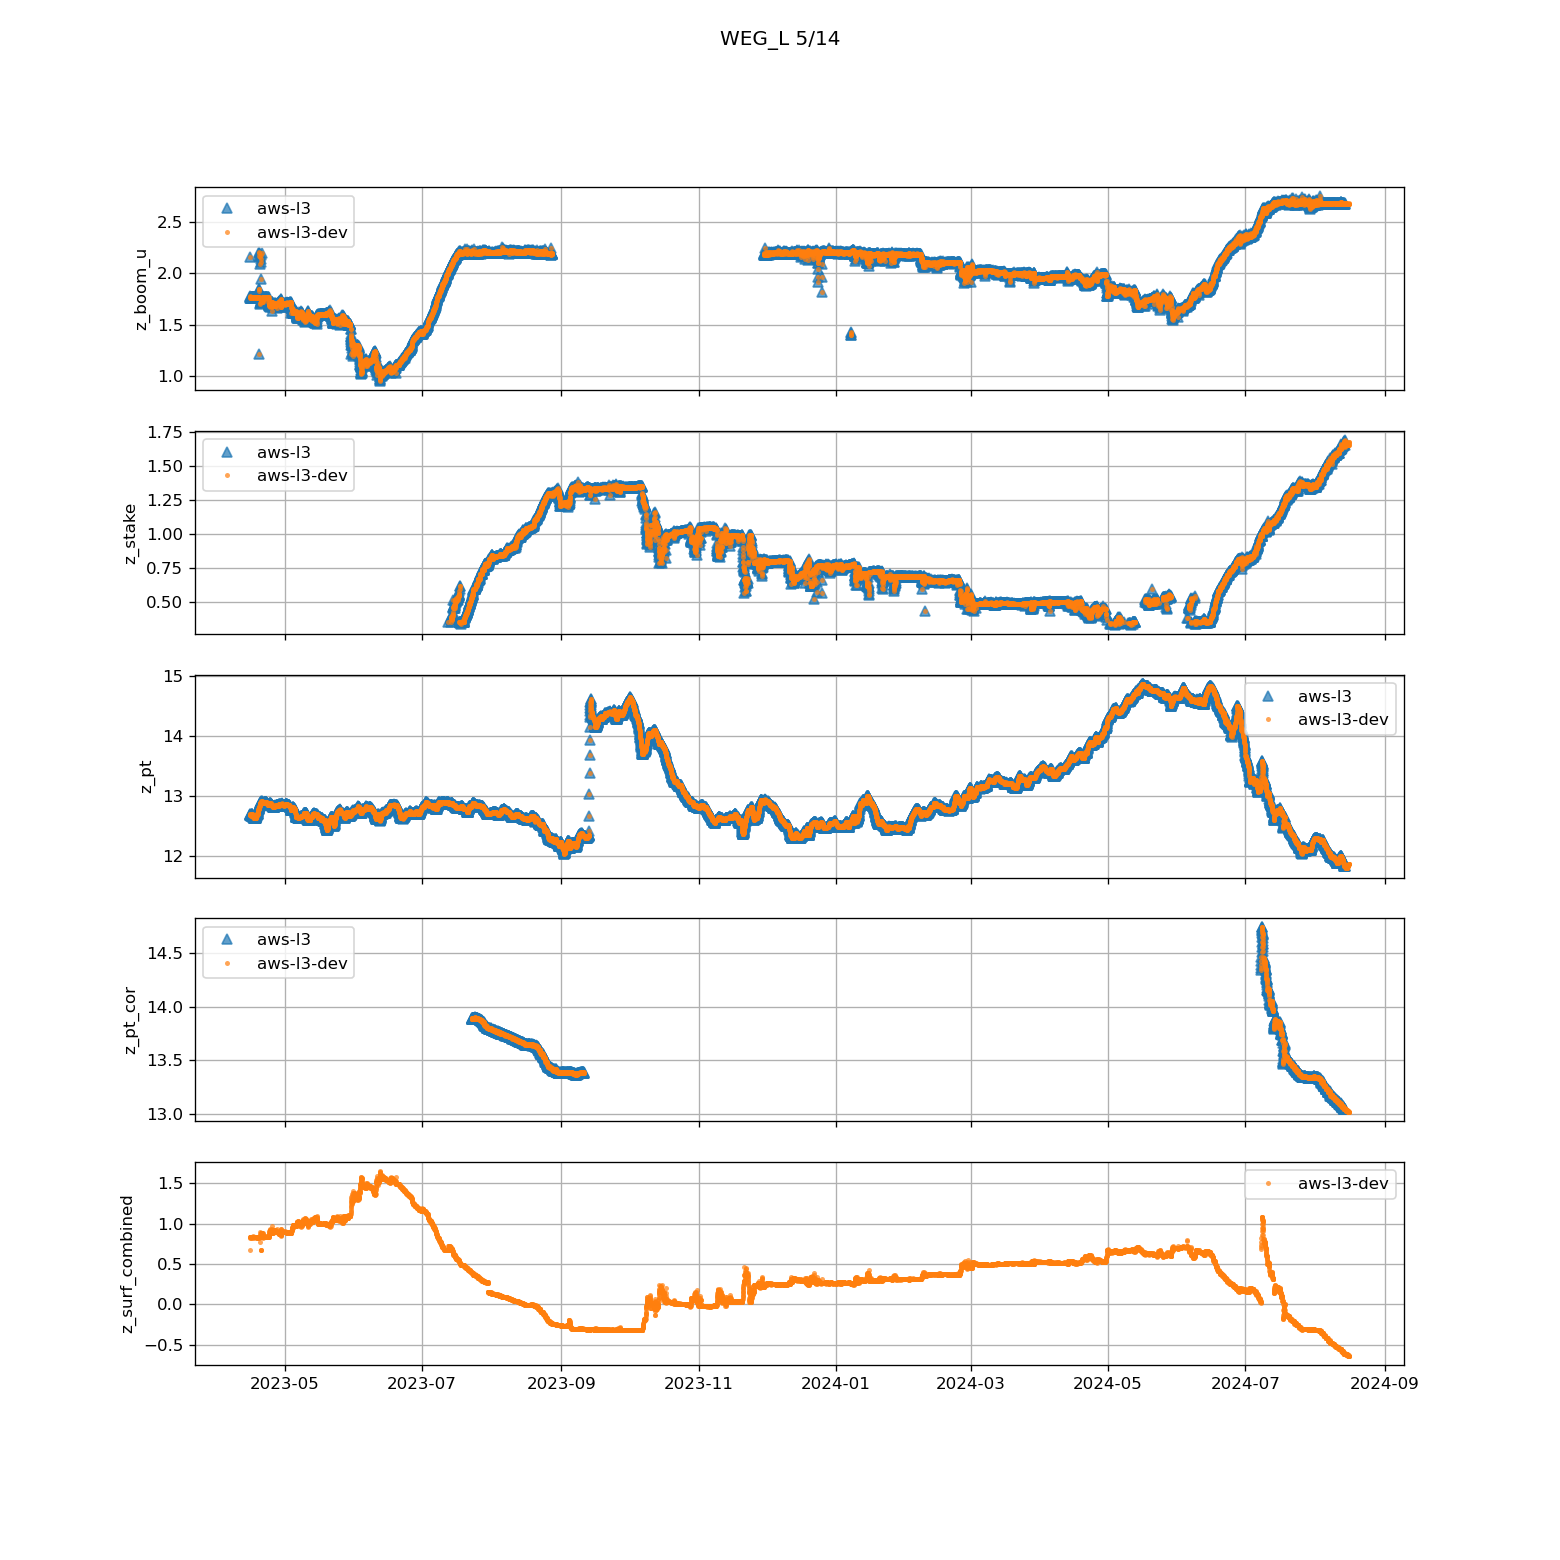 WEG_L 5/14
z_boom_u
2.5
2.0
1.5
1.0
aws-l3
aws-l3-dev
z_stake
1.75
1.50
1.25
1.00
0.75
0.50
aws-l3
aws-l3-dev
z_pt
15
14
13
12
aws-l3
aws-l3-dev
z_pt_cor
14.5
14.0
13.5
13.0
aws-l3
aws-l3-dev
z_surf_combined
1.5
1.0
0.5
0.0
−0.5
aws-l3-dev
2023-05 2023-07 2023-09 2023-11 2024-01 2024-03 2024-05 2024-07 2024-09